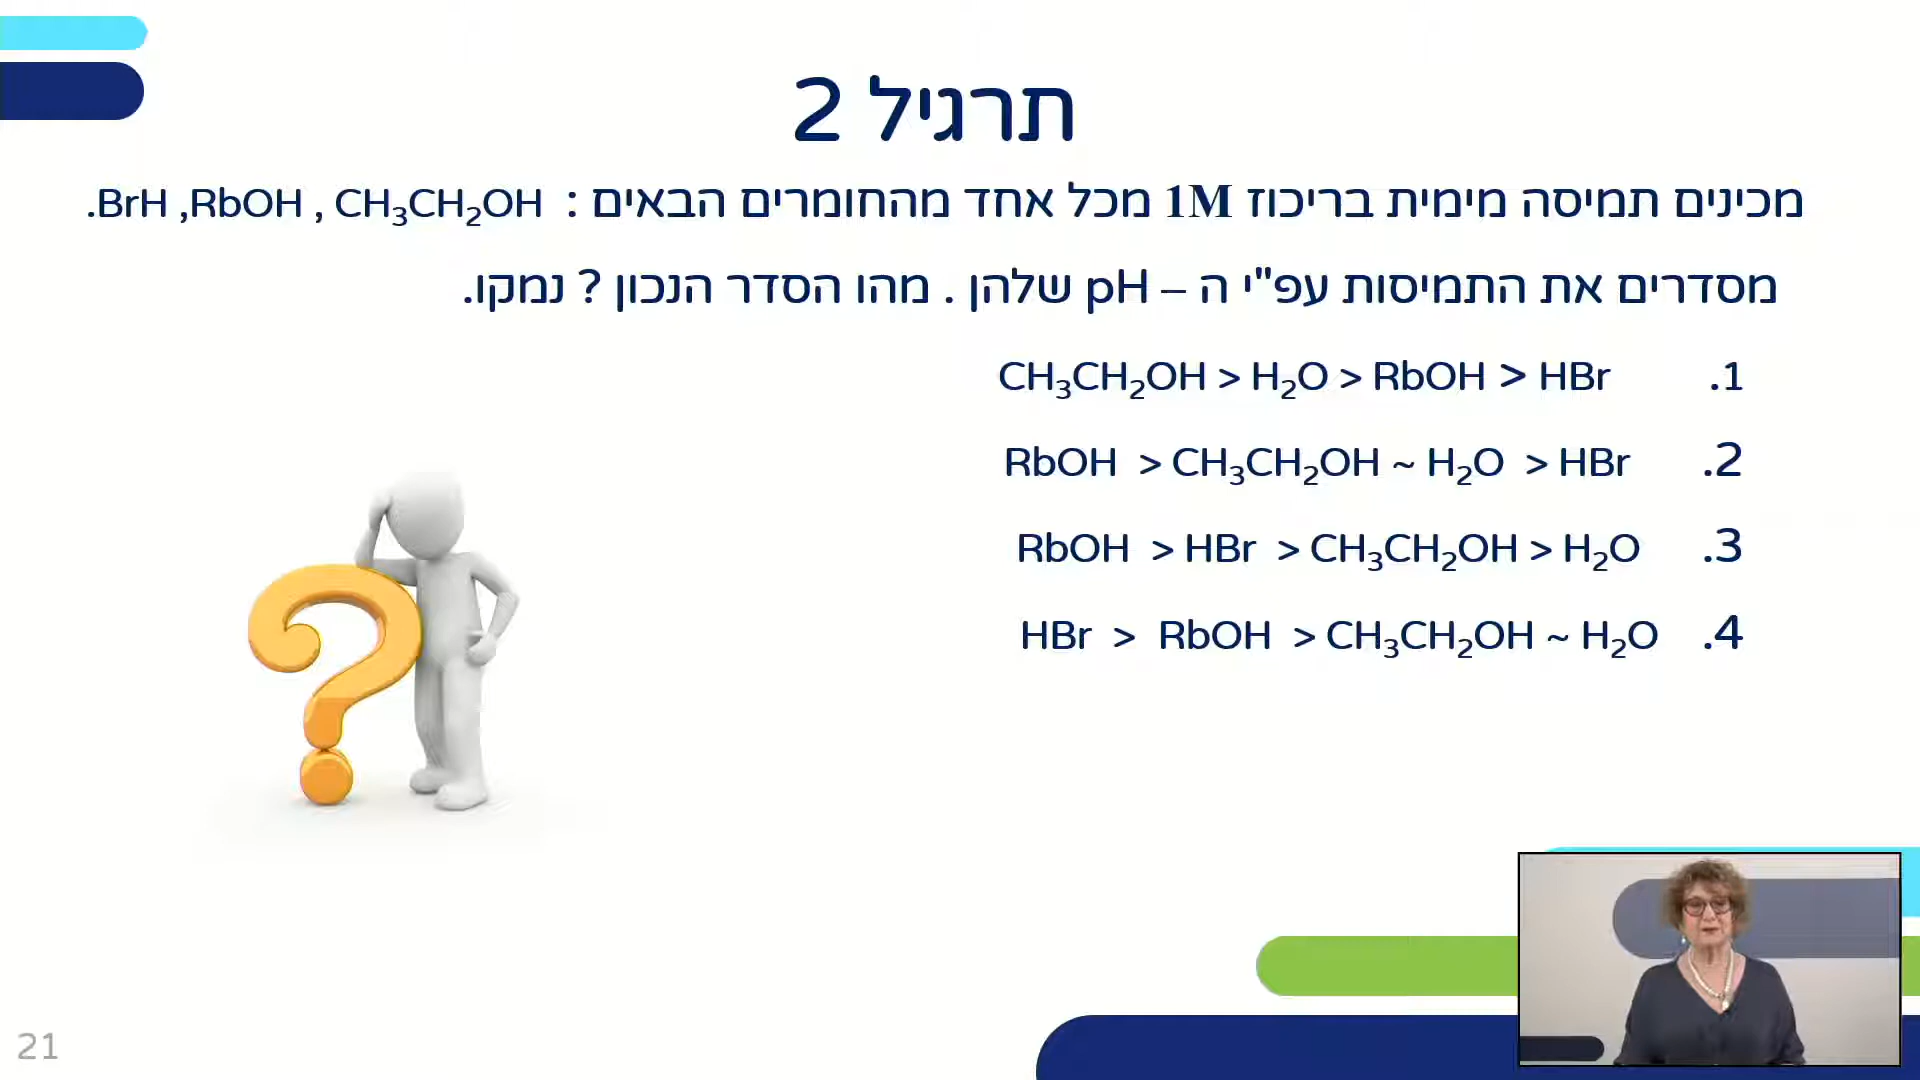 תרגיל 2
מכינים תמיסה מימית בריכוז 1M מכל אחד מהחומרים הבאים : BrH ,RbOH , CH₃CH₂OH.
מסדרים את התמיסות עפ"י ה – pH שלהן . מהו הסדר הנכון ? נמקו.
1. CH₃CH₂OH > H₂O > RbOH > HBr
2. RbOH > CH₃CH₂OH ~ H₂O > HBr
3. RbOH > HBr > CH₃CH₂OH > H₂O
4. HBr > RbOH > CH₃CH₂OH ~ H₂O
21